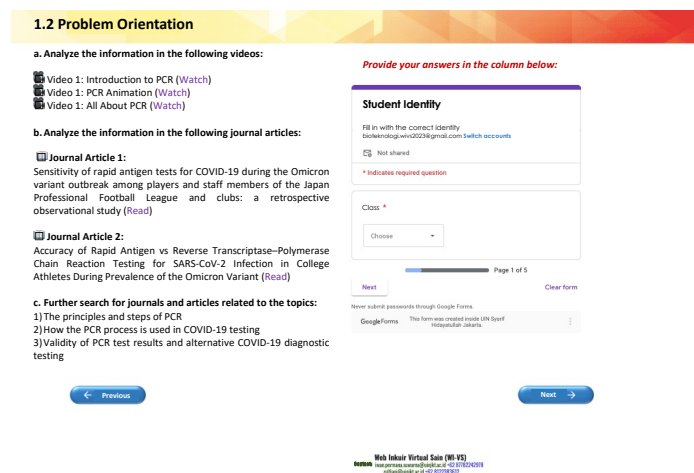 1.2 Problem Orientation
a. Analyze the information in the following videos:
Video 1: Introduction to PCR (Watch)
Video 1: PCR Animation (Watch)
Video 1: All About PCR (Watch)
b. Analyze the information in the following journal articles:
Journal Article 1:
Sensitivity of rapid antigen tests for COVID-19 during the Omicron
variant outbreak among players and staff members of the Japan
Professional Football League and clubs: a retrospective
observational study (Read)
Journal Article 2:
Accuracy of Rapid Antigen vs Reverse Transcriptase–Polymerase
Chain Reaction Testing for SARS-CoV-2 Infection in College
Athletes During Prevalence of the Omicron Variant (Read)
c. Further search for journals and articles related to the topics:
1) The principles and steps of PCR
2) How the PCR process is used in COVID-19 testing
3) Validity of PCR test results and alternative COVID-19 diagnostic
testing
Provide your answers in the column below:
Student Identity
Fill in with the correct identity
bioteknologi.wivs2023@gmail.com Switch accounts
Not shared
* Indicates required question
Class *
Choose
Page 1 of 5
Next
Clear form
Never submit passwords through Google Forms.
Google Forms
This form was created inside UIN Syarif
Hidayatullah Jakarta.
Previous
Next
Web Inkuir Virtual Sain (WI-VS)